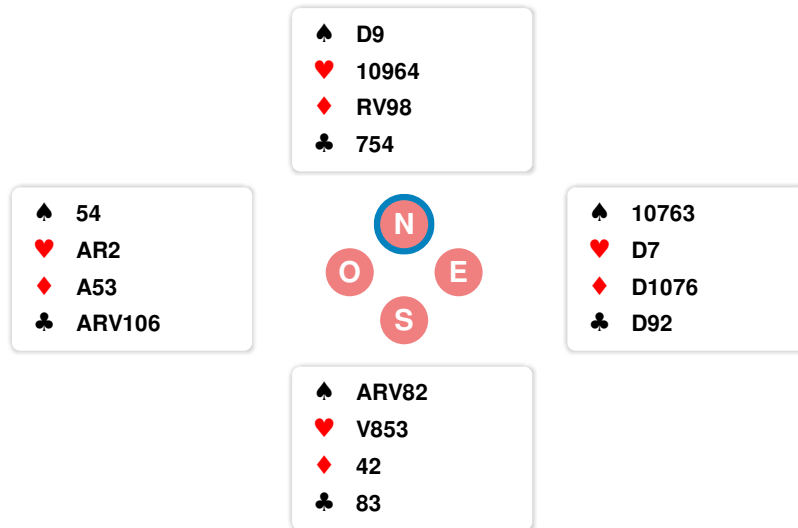 ♠ D9
♥ 10964
♦ RV98
♣ 754
♠ 54
♥ AR2
♦ A53
♣ ARV106
N
O E
S
♠ 10763
♥ D7
♦ D1076
♣ D92
♠ ARV82
♥ V853
♦ 42
♣ 83